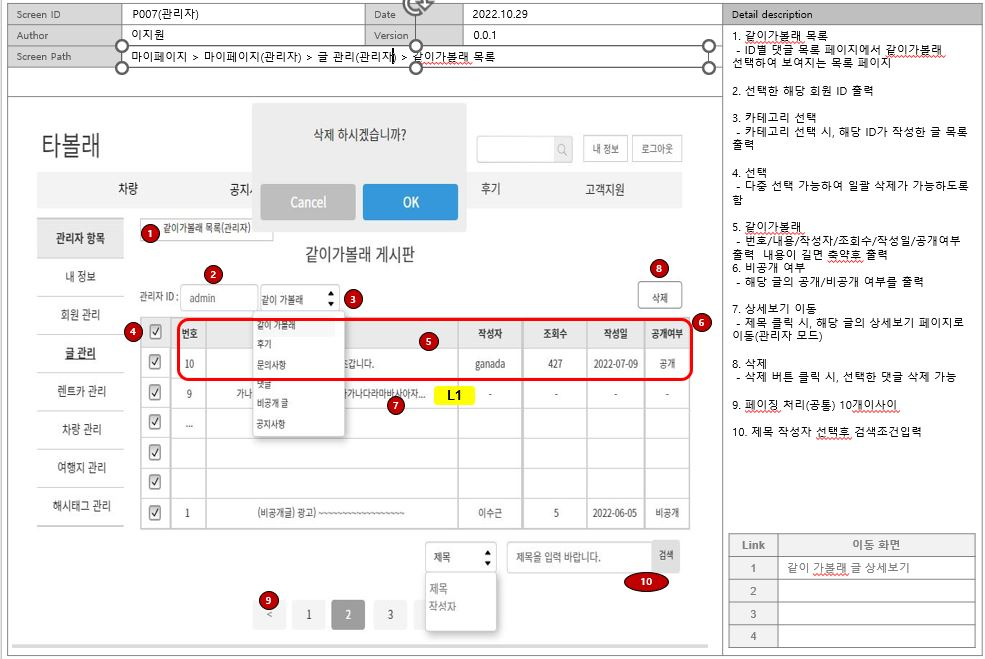 Screen ID P007(관리자) Date 2022.10.29
Author 이지원 Version 0.0.1
Screen Path 마이페이지 > 마이페이지(관리자) > 글 관리(관리자) > 같이가볼래 목록
타볼래
삭제 하시겠습니까?
Cancel OK
내 정보 로그아웃
차량 공지 후기 고객지원
관리자 항목
내 정보
회원 관리
글 관리
렌트카 관리
차량 관리
여행지 관리
해시태그 관리
1 같이가볼래 목록(관리자)
같이가볼래 게시판
2
8
관리자 ID : admin 같이 가볼래 3 삭제
같이 가볼래
후기
문의사항
댓글
비공개 글
공지사항
4 번호 5 작성자 조회수 작성일 공개여부 6
10 갑니다. ganada 427 2022-07-09 공개
9 가나 가나다라마바사아자... L1 - - - -
7
...
1 (비공개글) 광고) ~~~~~~~~~~~~~~~~~~ 이수근 5 2022-06-05 비공개
제목 제목을 입력 바랍니다. 검색
제목
작성자
10
9
< 1 2 3
Detail description
1. 같이가볼래 목록
- ID별 댓글 목록 페이지에서 같이가볼래
선택하여 보여지는 목록 페이지
2. 선택한 해당 회원 ID 출력
3. 카테고리 선택
- 카테고리 선택 시, 해당 ID가 작성한 글 목록
출력
4. 선택
- 다중 선택 가능하여 일괄 삭제가 가능하도록
함
5. 같이가볼래
- 번호/내용/작성자/조회수/작성일/공개여부
출력 내용이 길면 축약후 출력
6. 비공개 여부
- 해당 글의 공개/비공개 여부를 출력
7. 상세보기 이동
- 제목 클릭 시, 해당 글의 상세보기 페이지로
이동(관리자 모드)
8. 삭제
- 삭제 버튼 클릭 시, 선택한 댓글 삭제 가능
9. 페이징 처리(공통) 10개이사이
10. 제목 작성자 선택후 검색조건입력
Link 이동 화면
1 같이 가볼래 글 상세보기
2
3
4